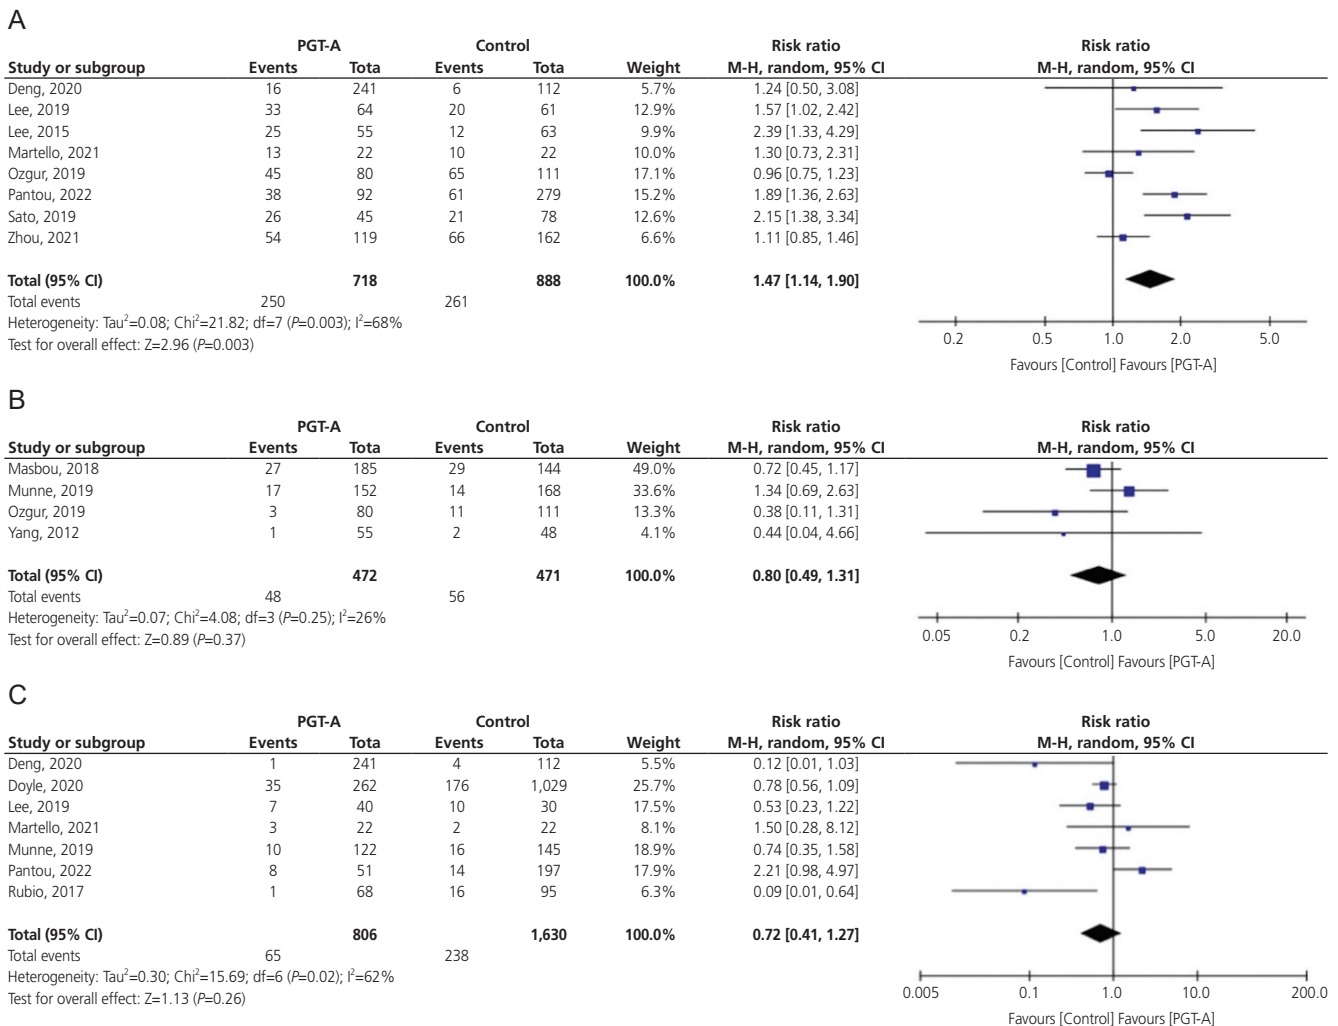 A
PGT-A Control Risk ratio Risk ratio
Study or subgroup Events Tota Events Tota Weight M-H, random, 95% CI M-H, random, 95% CI
Deng, 2020 16 241 6 112 5.7% 1.24 [0.50, 3.08]
Lee, 2019 33 64 20 61 12.9% 1.57 [1.02, 2.42]
Lee, 2015 25 55 12 63 9.9% 2.39 [1.33, 4.29]
Martello, 2021 13 22 10 22 10.0% 1.30 [0.73, 2.31]
Ozgur, 2019 45 80 65 111 17.1% 0.96 [0.75, 1.23]
Pantou, 2022 38 92 61 279 15.2% 1.89 [1.36, 2.63]
Sato, 2019 26 45 21 78 12.6% 2.15 [1.38, 3.34]
Zhou, 2021 54 119 66 162 6.6% 1.11 [0.85, 1.46]
Total (95% CI) 718 888 100.0% 1.47 [1.14, 1.90]
Total events 250 261
Heterogeneity: Tau²=0.08; Chi²=21.82; df=7 (P=0.003); I²=68%
Test for overall effect: Z=2.96 (P=0.003)
0.2 0.5 1.0 2.0 5.0
Favours [Control] Favours [PGT-A]
B
PGT-A Control Risk ratio Risk ratio
Study or subgroup Events Tota Events Tota Weight M-H, random, 95% CI M-H, random, 95% CI
Masbou, 2018 27 185 29 144 49.0% 0.72 [0.45, 1.17]
Munne, 2019 17 152 14 168 33.6% 1.34 [0.69, 2.63]
Ozgur, 2019 3 80 11 111 13.3% 0.38 [0.11, 1.31]
Yang, 2012 1 55 2 48 4.1% 0.44 [0.04, 4.66]
Total (95% CI) 472 471 100.0% 0.80 [0.49, 1.31]
Total events 48 56
Heterogeneity: Tau²=0.07; Chi²=4.08; df=3 (P=0.25); I²=26%
Test for overall effect: Z=0.89 (P=0.37)
0.05 0.2 1.0 5.0 20.0
Favours [Control] Favours [PGT-A]
C
PGT-A Control Risk ratio Risk ratio
Study or subgroup Events Tota Events Tota Weight M-H, random, 95% CI M-H, random, 95% CI
Deng, 2020 1 241 4 112 5.5% 0.12 [0.01, 1.03]
Doyle, 2020 35 262 176 1,029 25.7% 0.78 [0.56, 1.09]
Lee, 2019 7 40 10 30 17.5% 0.53 [0.23, 1.22]
Martello, 2021 3 22 2 22 8.1% 1.50 [0.28, 8.12]
Munne, 2019 10 122 16 145 18.9% 0.74 [0.35, 1.58]
Pantou, 2022 8 51 14 197 17.9% 2.21 [0.98, 4.97]
Rubio, 2017 1 68 16 95 6.3% 0.09 [0.01, 0.64]
Total (95% CI) 806 1,630 100.0% 0.72 [0.41, 1.27]
Total events 65 238
Heterogeneity: Tau²=0.30; Chi²=15.69; df=6 (P=0.02); I²=62%
Test for overall effect: Z=1.13 (P=0.26)
0.005 0.1 1.0 10.0 200.0
Favours [Control] Favours [PGT-A]